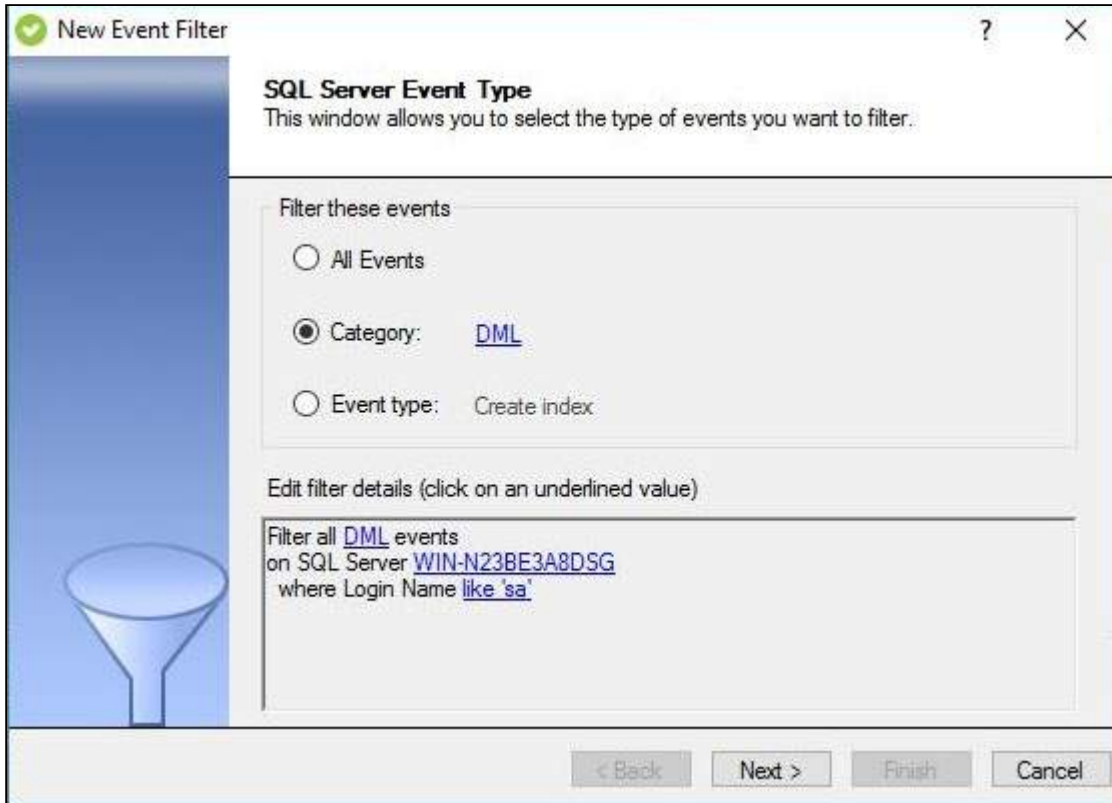 New Event Filter
?
SQL Server Event Type
This window allows you to select the type of events you want to filter.
Filter these events
All Events
Category: DML
Event type: Create index
Edit filter details (click on an underlined value)
Filter all DML events
on SQL Server WIN-N23BE3A8DSG
where Login Name like 'sa'
< Back Next > Finish Cancel